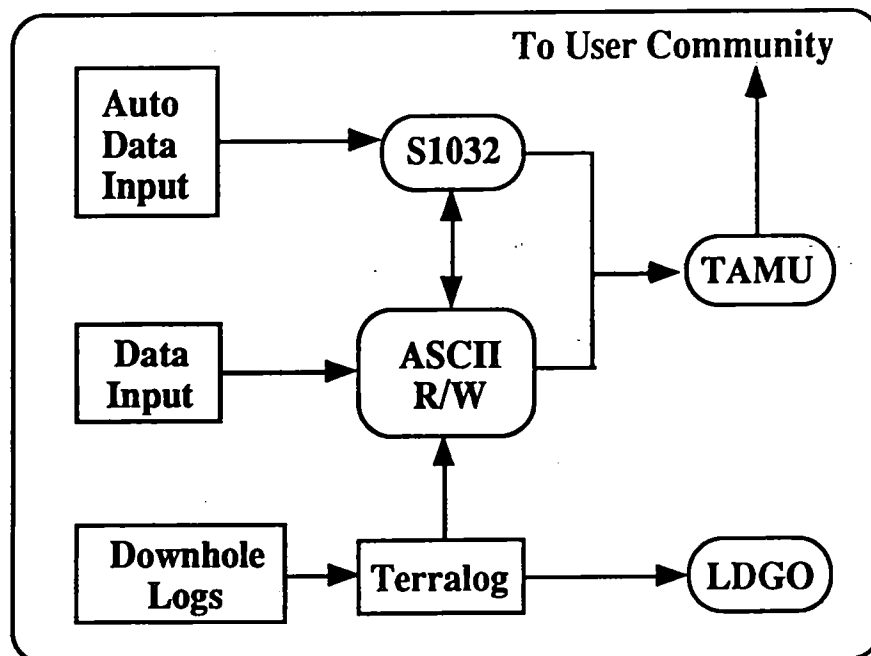 To User Community
Auto
Data
Input
S1032
TAMU
Data
Input
ASCII
R/W
Downhole
Logs
Terralog
LDGO